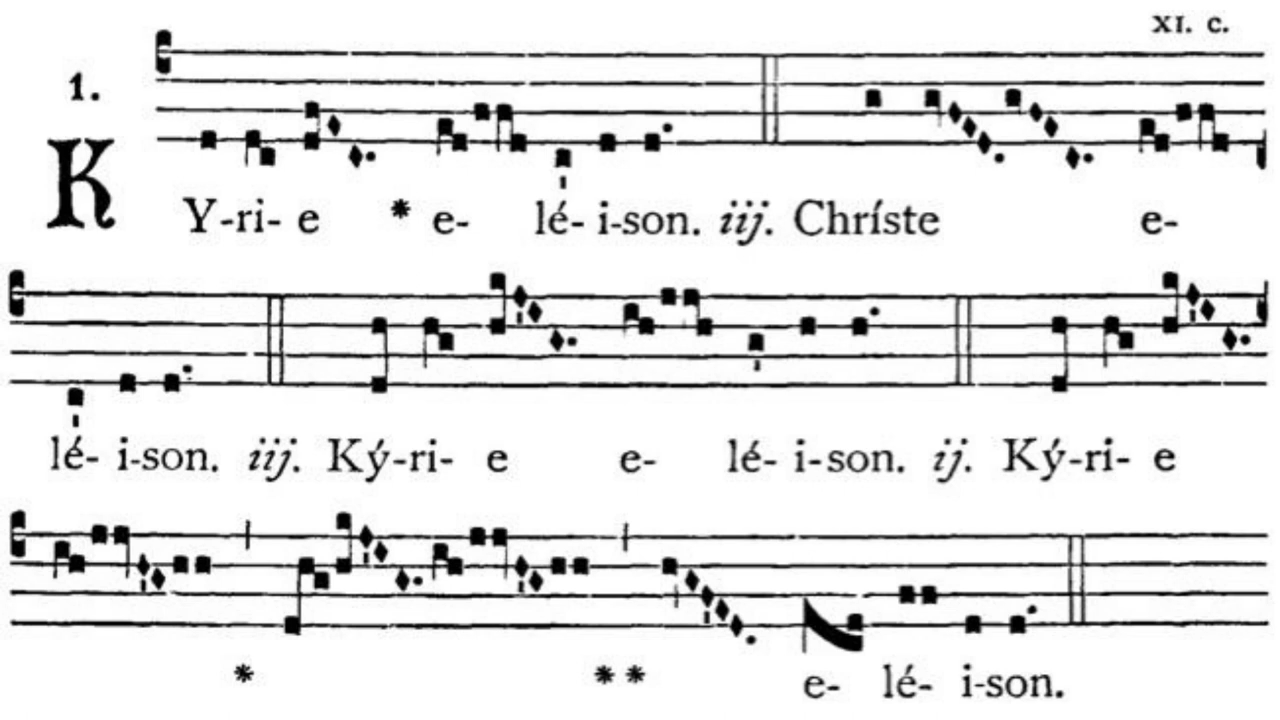 XI. C.
1.
KY-ri- e * e- lé- i-son. iij. Chríste e-
lé- i-son. iij. Ký-ri- e e- lé- i-son. ij. Ký-ri- e
* ** e- lé- i-son.